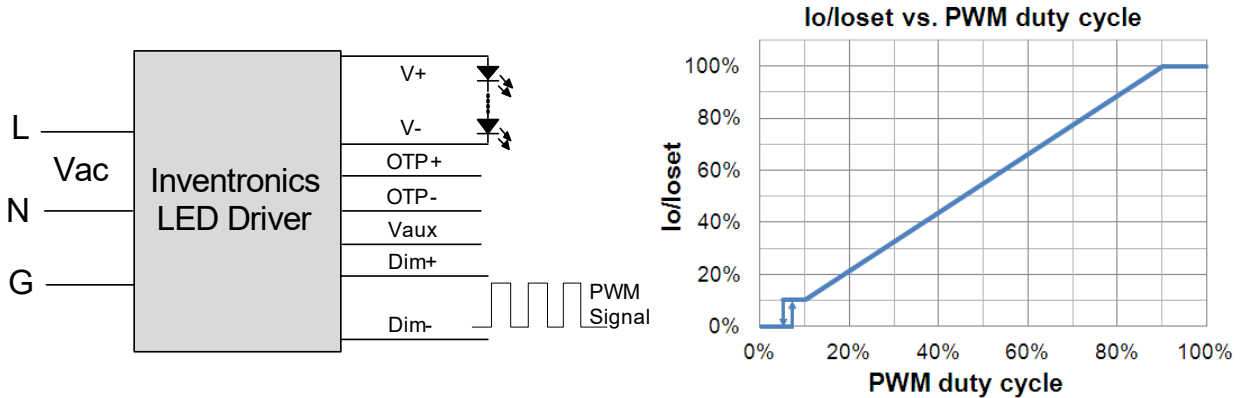 L
Vac
N
G
Inventronics
LED Driver
V+
V-
OTP+
OTP-
Vaux
Dim+
Dim-
PWM
Signal
Io/Ioset vs. PWM duty cycle
Io/Ioset
100%
80%
60%
40%
20%
0%
0% 20% 40% 60% 80% 100%
PWM duty cycle